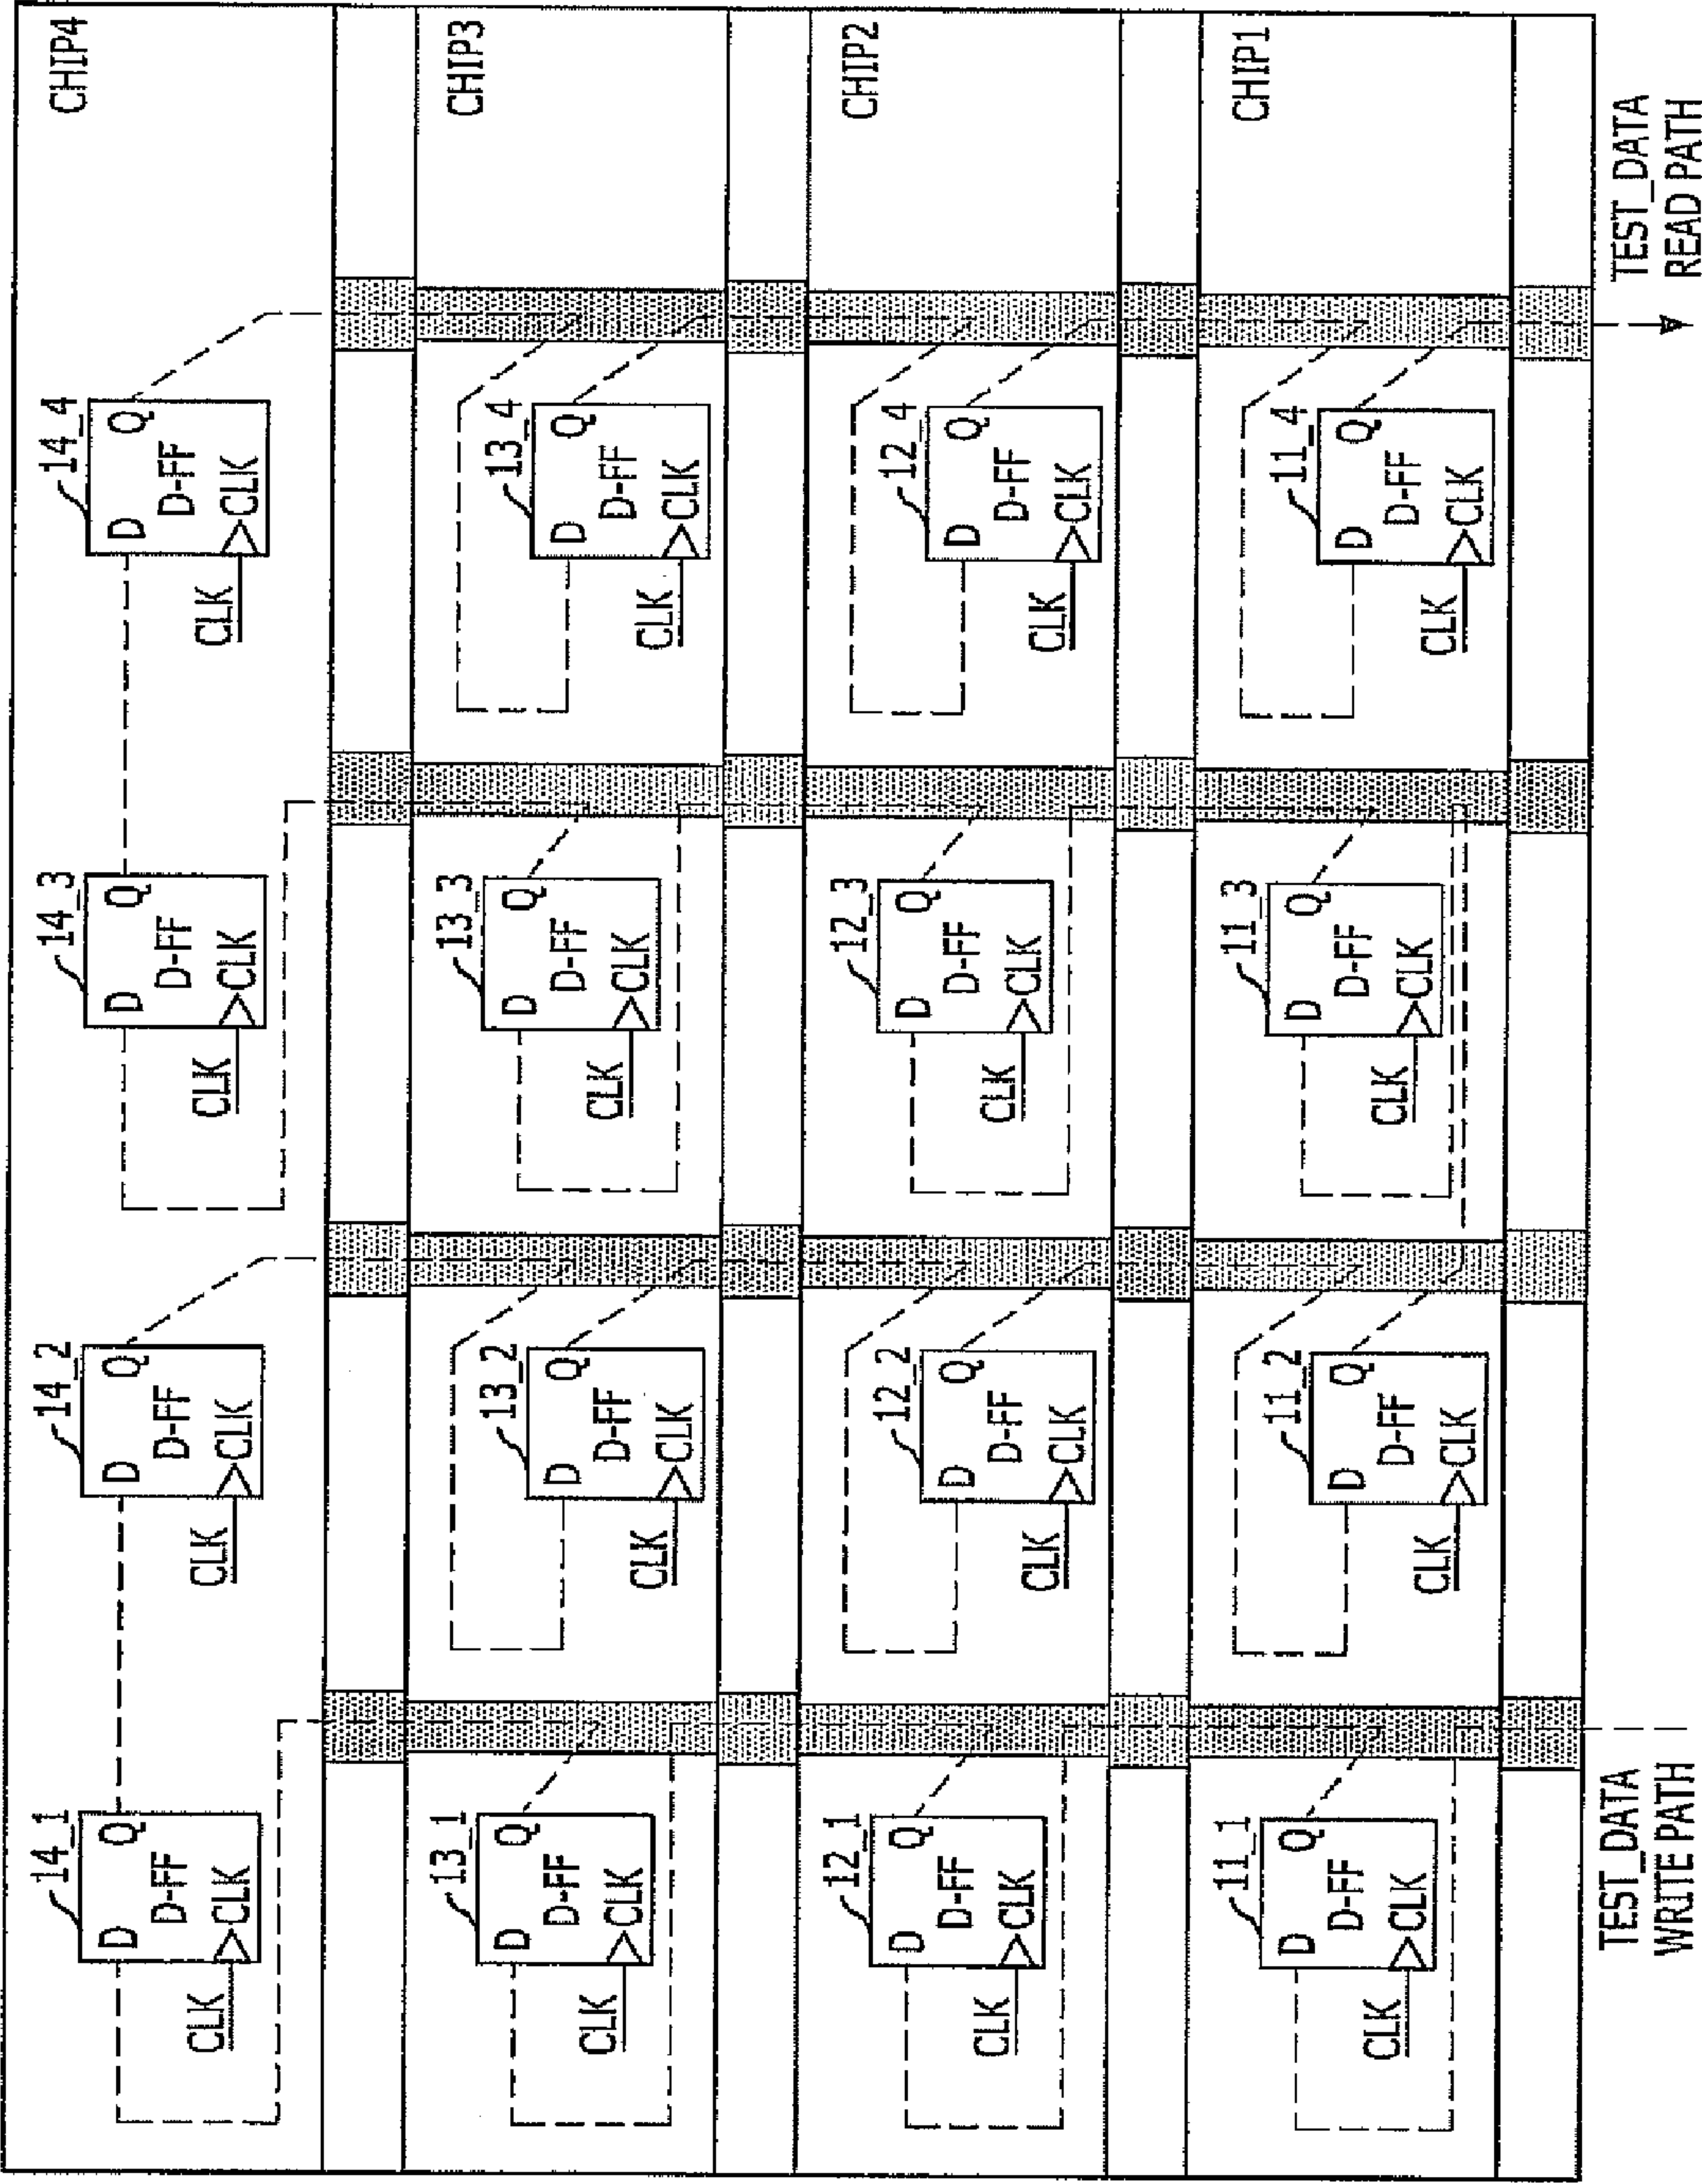 14_1 14_2 14_3 14_4 CHIP4
D Q D Q D Q D Q
D-FF D-FF D-FF D-FF
CLK CLK CLK CLK CLK CLK CLK CLK
13_1 13_2 13_3 13_4 CHIP3
D Q D Q D Q D Q
D-FF D-FF D-FF D-FF
CLK CLK CLK CLK CLK CLK CLK CLK
12_1 12_2 12_3 12_4 CHIP2
D Q D Q D Q D Q
D-FF D-FF D-FF D-FF
CLK CLK CLK CLK CLK CLK CLK CLK
11_1 11_2 11_3 11_4 CHIP1
D Q D Q D Q D Q
D-FF D-FF D-FF D-FF
CLK CLK CLK CLK CLK CLK CLK CLK
TEST_DATA
WRITE PATH
TEST_DATA
READ PATH